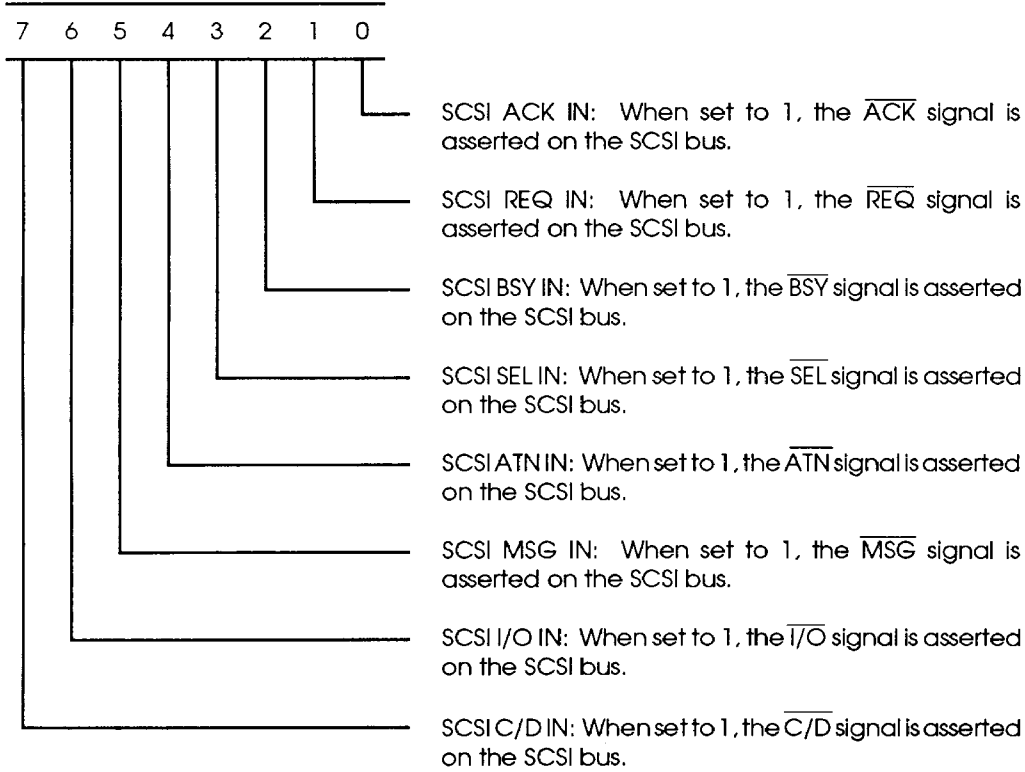 7 6 5 4 3 2 1 0
SCSI ACK IN: When set to 1, the A̅C̅K̅ signal is
asserted on the SCSI bus.
SCSI REQ IN: When set to 1, the R̅E̅Q̅ signal is
asserted on the SCSI bus.
SCSI BSY IN: When set to 1, the B̅S̅Y̅ signal is asserted
on the SCSI bus.
SCSI SEL IN: When set to 1, the S̅E̅L̅ signal is asserted
on the SCSI bus.
SCSI ATN IN: When set to 1, the A̅T̅N̅ signal is asserted
on the SCSI bus.
SCSI MSG IN: When set to 1, the M̅S̅G̅ signal is
asserted on the SCSI bus.
SCSI I/O IN: When set to 1, the I̅/̅O̅ signal is asserted
on the SCSI bus.
SCSI C/D IN: When set to 1, the C̅/̅D̅ signal is asserted
on the SCSI bus.